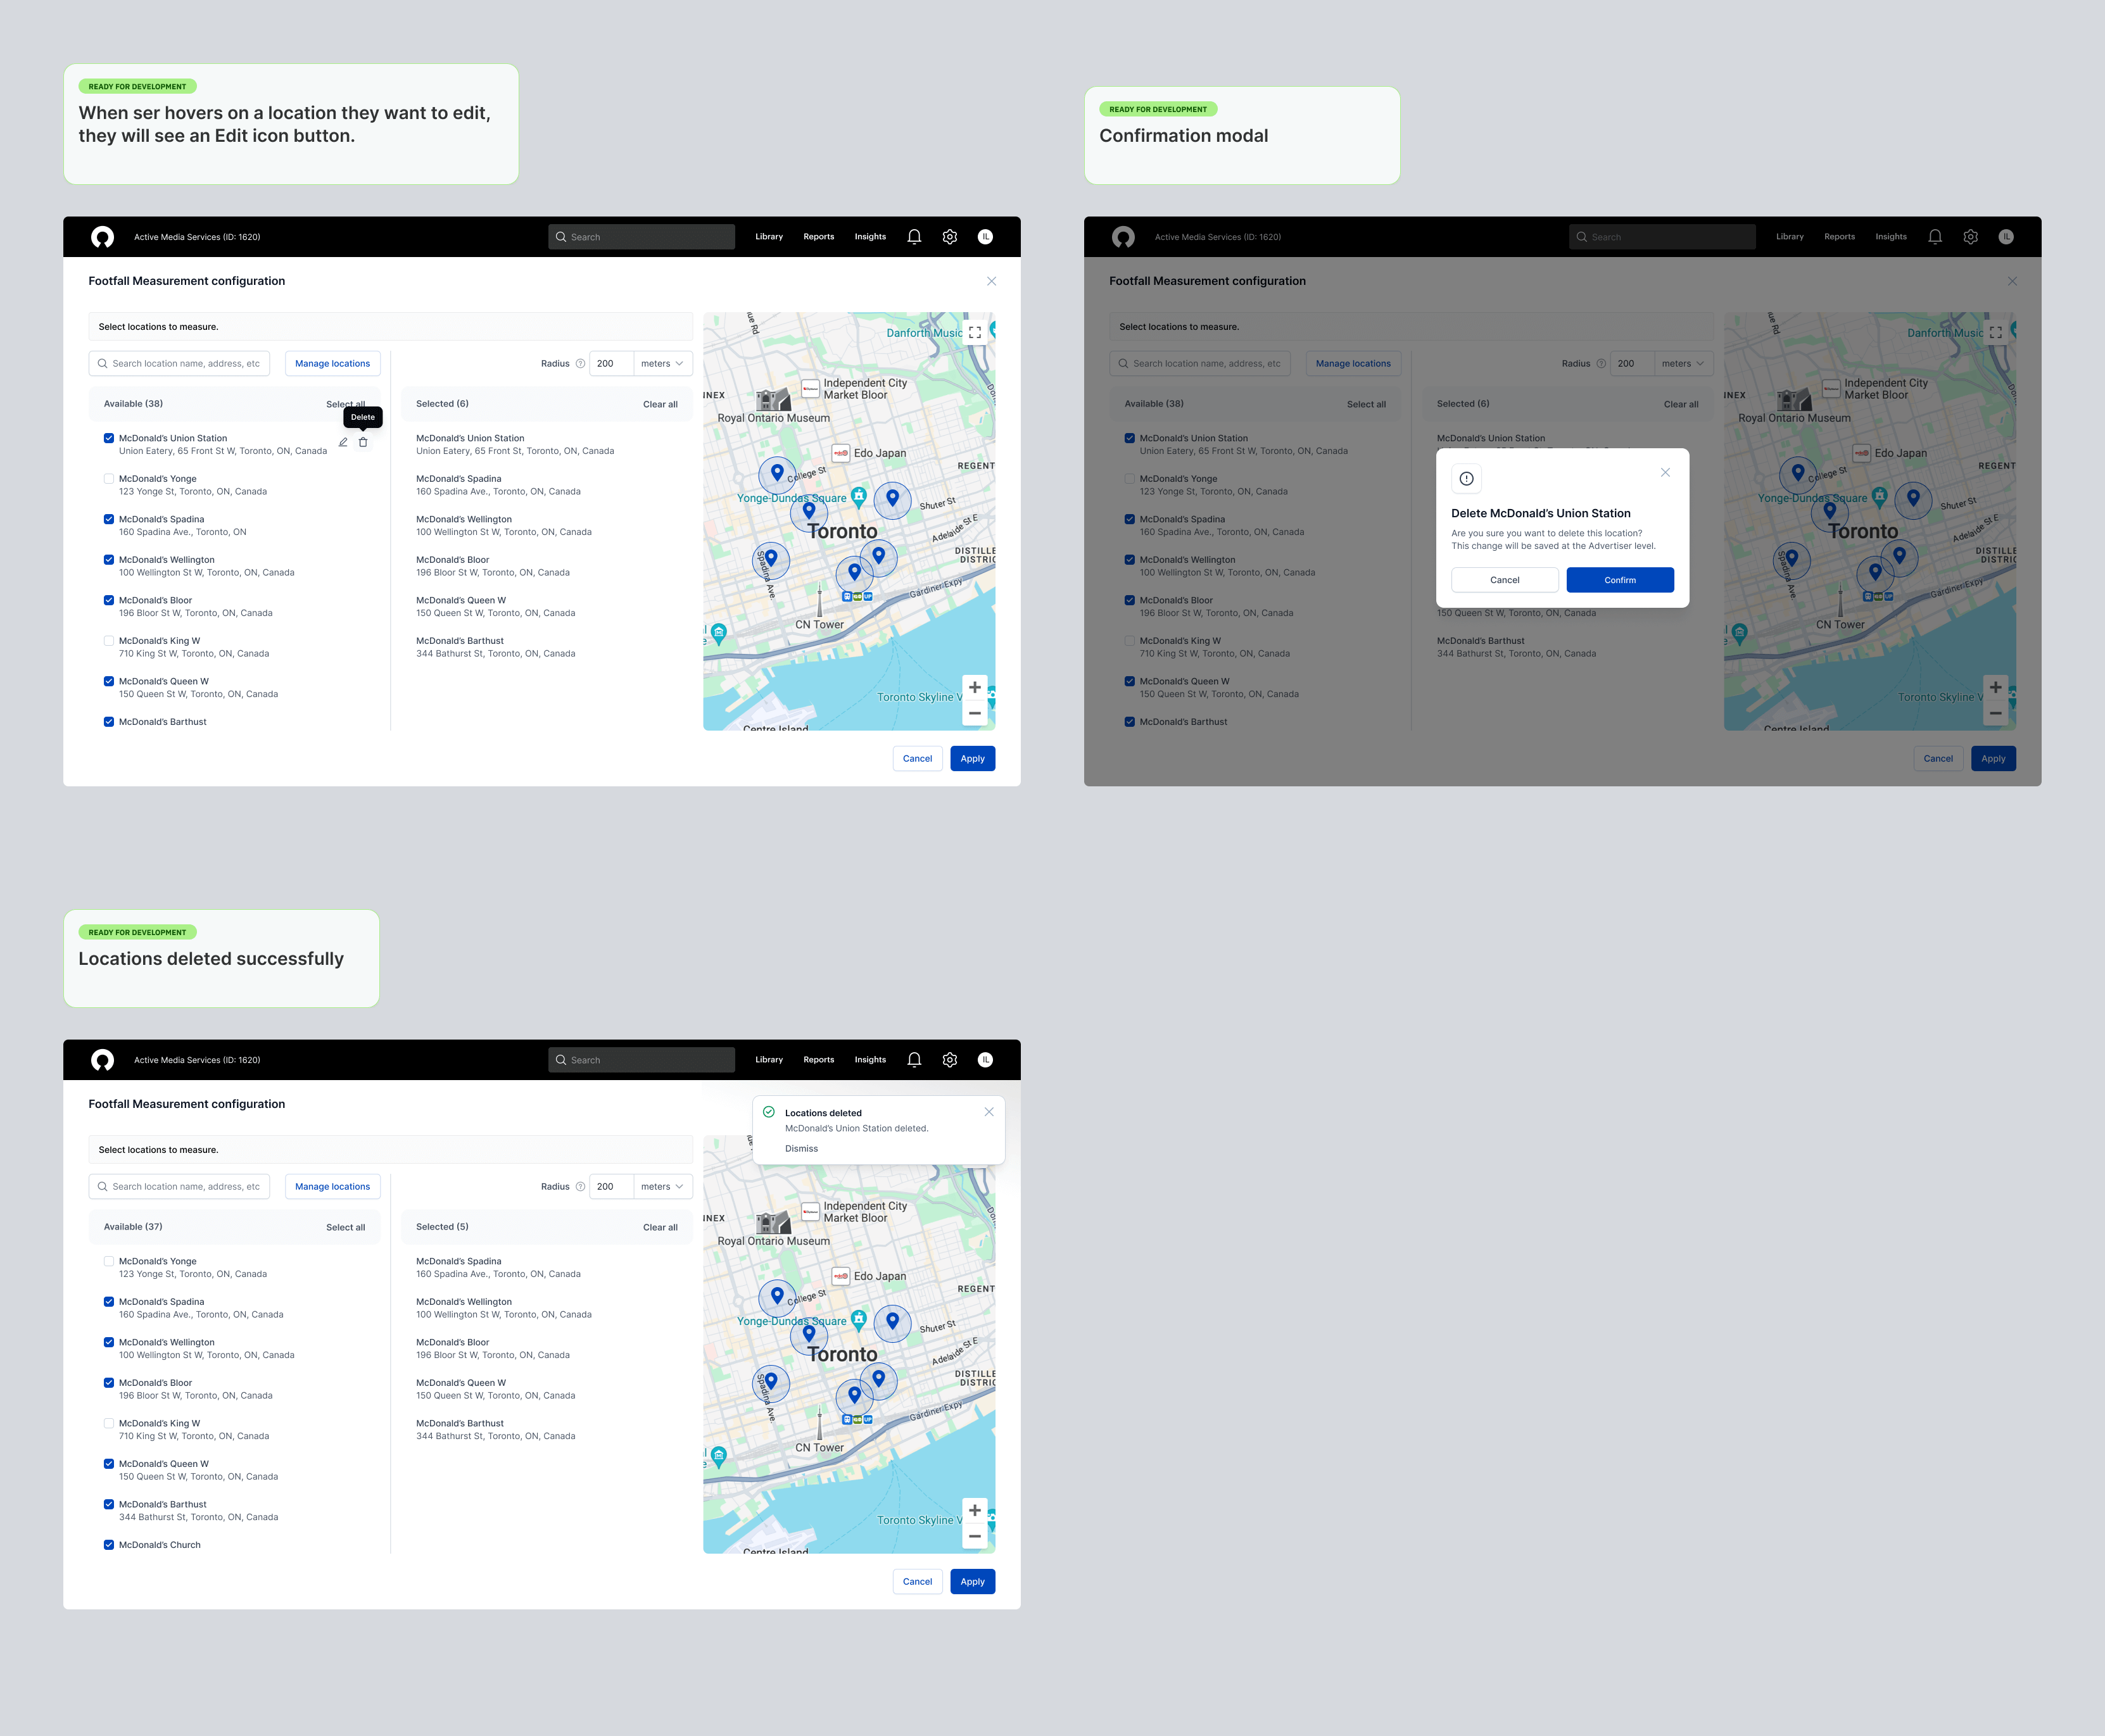 READY FOR DEVELOPMENT
When ser hovers on a location they want to edit,
they will see an Edit icon button.
READY FOR DEVELOPMENT
Confirmation modal
Active Media Services (ID: 1620)
Search
Library
Reports
Insights
IL
Footfall Measurement configuration
Select locations to measure.
Search location name, address, etc
Manage locations
Radius
200
meters
Available (38)
Select all
Delete
Selected (6)
Clear all
McDonald's Union Station
Union Eatery, 65 Front St W, Toronto, ON, Canada
McDonald's Yonge
123 Yonge St, Toronto, ON, Canada
McDonald's Spadina
160 Spadina Ave., Toronto, ON
McDonald's Wellington
100 Wellington St W, Toronto, ON, Canada
McDonald's Bloor
196 Bloor St W, Toronto, ON, Canada
McDonald's King W
710 King St W, Toronto, ON, Canada
McDonald's Queen W
150 Queen St W, Toronto, ON, Canada
McDonald's Barthust
McDonald's Union Station
Union Eatery, 65 Front St, Toronto, ON, Canada
McDonald's Spadina
160 Spadina Ave., Toronto, ON, Canada
McDonald's Wellington
100 Wellington St W, Toronto, ON, Canada
McDonald's Bloor
196 Bloor St W, Toronto, ON, Canada
McDonald's Queen W
150 Queen St W, Toronto, ON, Canada
McDonald's Barthust
344 Bathurst St, Toronto, ON, Canada
ue Rd
Danforth Music
Independent City
Market Bloor
INEX
Royal Ontario Museum
Edo Japan
REGENT
College St
Yonge-Dundas Square
Shuter St
Toronto
Adelaide St E
DISTILLE
DISTRIC
Spadina Ave.
Gardiner Expy
CN Tower
Toronto Skyline V
Centre Island
Cancel
Apply
Active Media Services (ID: 1620)
Search
Library
Reports
Insights
IL
Footfall Measurement configuration
Select locations to measure.
Search location name, address, etc
Manage locations
Radius
200
meters
Available (38)
Select all
Selected (6)
Clear all
McDonald's Union Station
Union Eatery, 65 Front St W, Toronto, ON, Canada
McDonald's Yonge
123 Yonge St, Toronto, ON, Canada
McDonald's Spadina
160 Spadina Ave., Toronto, ON, Canada
McDonald's Wellington
100 Wellington St W, Toronto, ON, Canada
McDonald's Bloor
196 Bloor St W, Toronto, ON, Canada
McDonald's King W
710 King St W, Toronto, ON, Canada
McDonald's Queen W
150 Queen St W, Toronto, ON, Canada
McDonald's Barthust
McDonald's Union Station
Delete McDonald's Union Station
Are you sure you want to delete this location?
This change will be saved at the Advertiser level.
Cancel
Confirm
150 Queen St W, Toronto, ON, Canada
McDonald's Barthust
344 Bathurst St, Toronto, ON, Canada
ue Rd
Danforth Music
Independent City
Market Bloor
INEX
Royal Ontario Museum
Edo Japan
REGENT
College St
Yonge-Dundas Square
Shuter St
Toronto
Adelaide St E
DISTILLE
DISTRIC
Spadina Ave.
Gardiner Expy
CN Tower
Toronto Skyline V
Centre Island
Cancel
Apply
READY FOR DEVELOPMENT
Locations deleted successfully
Active Media Services (ID: 1620)
Search
Library
Reports
Insights
IL
Footfall Measurement configuration
Locations deleted
McDonald's Union Station deleted.
Dismiss
Select locations to measure.
Search location name, address, etc
Manage locations
Radius
200
meters
Available (37)
Select all
Selected (5)
Clear all
McDonald's Yonge
123 Yonge St, Toronto, ON, Canada
McDonald's Spadina
160 Spadina Ave., Toronto, ON, Canada
McDonald's Wellington
100 Wellington St W, Toronto, ON, Canada
McDonald's Bloor
196 Bloor St W, Toronto, ON, Canada
McDonald's King W
710 King St W, Toronto, ON, Canada
McDonald's Queen W
150 Queen St W, Toronto, ON, Canada
McDonald's Barthust
344 Bathurst St, Toronto, ON, Canada
McDonald's Church
McDonald's Spadina
160 Spadina Ave., Toronto, ON, Canada
McDonald's Wellington
100 Wellington St W, Toronto, ON, Canada
McDonald's Bloor
196 Bloor St W, Toronto, ON, Canada
McDonald's Queen W
150 Queen St W, Toronto, ON, Canada
McDonald's Barthust
344 Bathurst St, Toronto, ON, Canada
Independent City
Market Bloor
INEX
Royal Ontario Museum
Edo Japan
REGENT
College St
Yonge-Dundas Square
Shuter St
Toronto
Adelaide St E
DISTILLE
DISTRIC
Spadina Ave.
Gardiner Expy
CN Tower
Toronto Skyline V
Centre Island
Cancel
Apply